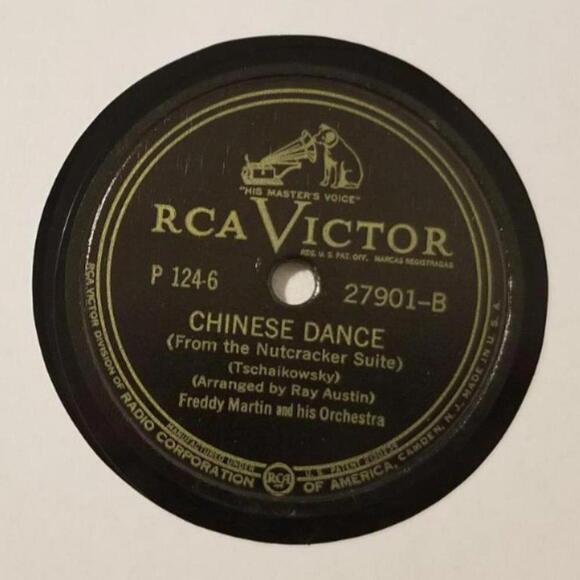 "HIS MASTER'S VOICE"
RCA VICTOR
REG. U. S. PAT. OFF. MARCAS REGISTRADAS
P 124-6
27901-B
CHINESE DANCE
(From the Nutcracker Suite)
(Tschaikowsky)
(Arranged by Ray Austin)
Freddy Martin and his Orchestra
MANUFACTURED UNDER
U. S. PATENT
RCA VICTOR DIVISION OF RADIO CORPORATION OF AMERICA, CAMDEN, N. J. MADE IN U. S. A.
RCA